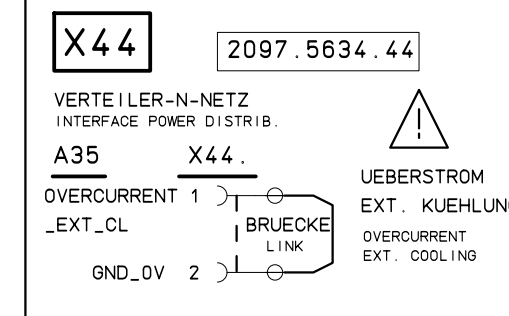 X44
2097.5634.44
VERTEILER-N-NETZ
INTERFACE POWER DISTRIB.
!
A35 X44.
OVERCURRENT 1
_EXT_CL
BRUECKE
LINK
GND_0V 2
UEBERSTROM
EXT. KUEHLUN
OVERCURRENT
EXT. COOLING